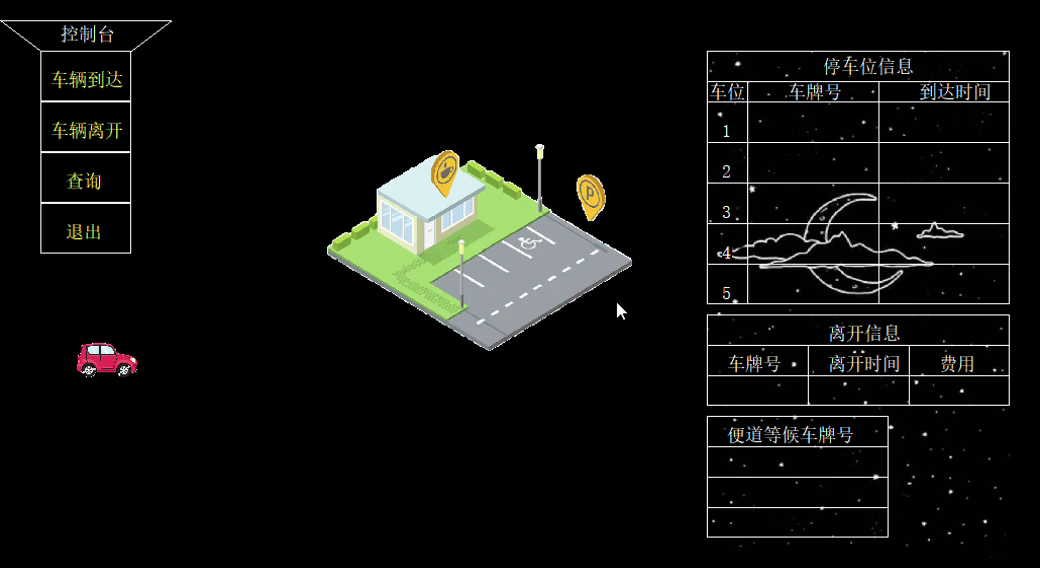 控制台
车辆到达
车辆离开
查询
退出
P
停车位信息
车位 车牌号 到达时间
1
2
3
4
5
离开信息
车牌号 离开时间 费用
便道等候车牌号